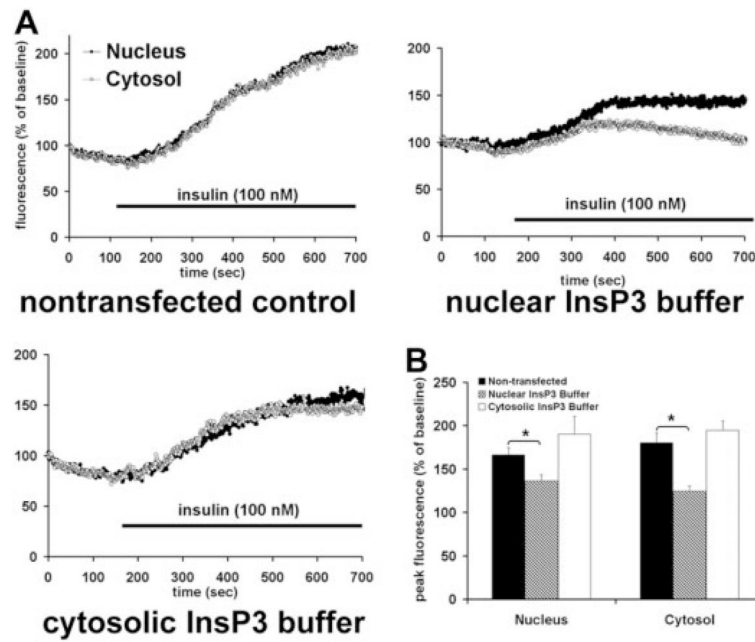 A
fluorescence (% of baseline)
200
150
100
50
0
Nucleus
Cytosol
insulin (100 nM)
0 100 200 300 400 500 600 700
time (sec)
nontransfected control
200
150
100
50
0
insulin (100 nM)
0 100 200 300 400 500 600 700
time (sec)
nuclear InsP3 buffer
200
150
100
50
0
insulin (100 nM)
0 100 200 300 400 500 600 700
time (sec)
cytosolic InsP3 buffer
B
peak fluorescence (% of baseline)
250
200
150
100
50
0
Non-transfected
Nuclear InsP3 Buffer
Cytosolic InsP3 Buffer
*
*
Nucleus
Cytosol